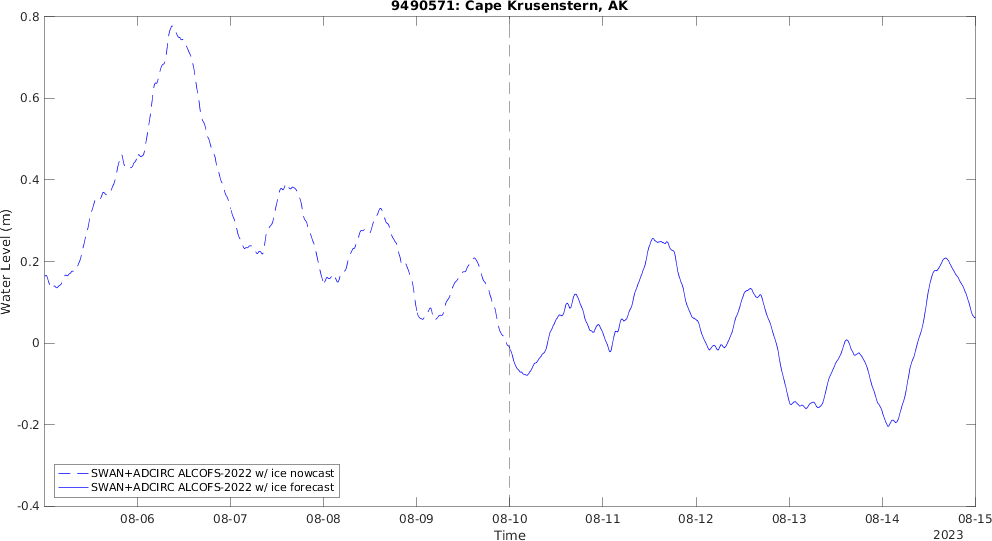 9490571: Cape Krusenstern, AK
0.8
0.6
0.4
0.2
0
-0.2
-0.4
Water Level (m)
SWAN+ADCIRC ALCOFS-2022 w/ ice nowcast
SWAN+ADCIRC ALCOFS-2022 w/ ice forecast
08-06 08-07 08-08 08-09 08-10 08-11 08-12 08-13 08-14 08-15
Time
2023